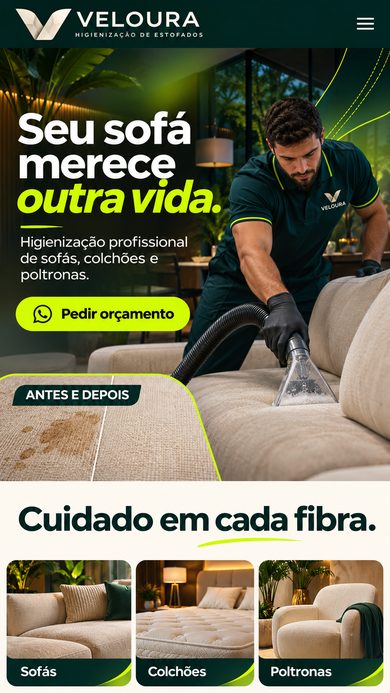 VELOURA
HIGIENIZAÇÃO DE ESTOFADOS
Seu sofá
merece
outra vida.
Higienização profissional
de sofás, colchões e
poltronas.
Pedir orçamento
VELOURA
ANTES E DEPOIS
Cuidado em cada fibra.
Sofás
Colchões
Poltronas